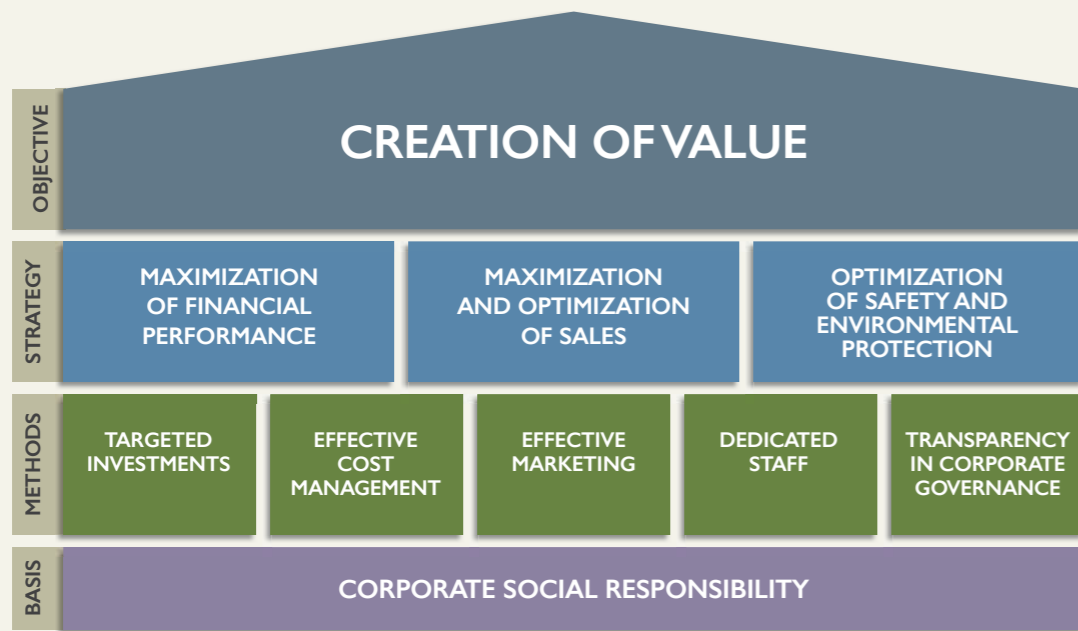 OBJECTIVE
CREATION OF VALUE
STRATEGY
MAXIMIZATION
OF FINANCIAL
PERFORMANCE
MAXIMIZATION
AND OPTIMIZATION
OF SALES
OPTIMIZATION
OF SAFETY AND
ENVIRONMENTAL
PROTECTION
METHODS
TARGETED
INVESTMENTS
EFFECTIVE
COST
MANAGEMENT
EFFECTIVE
MARKETING
DEDICATED
STAFF
TRANSPARENCY
IN CORPORATE
GOVERNANCE
BASIS
CORPORATE SOCIAL RESPONSIBILITY